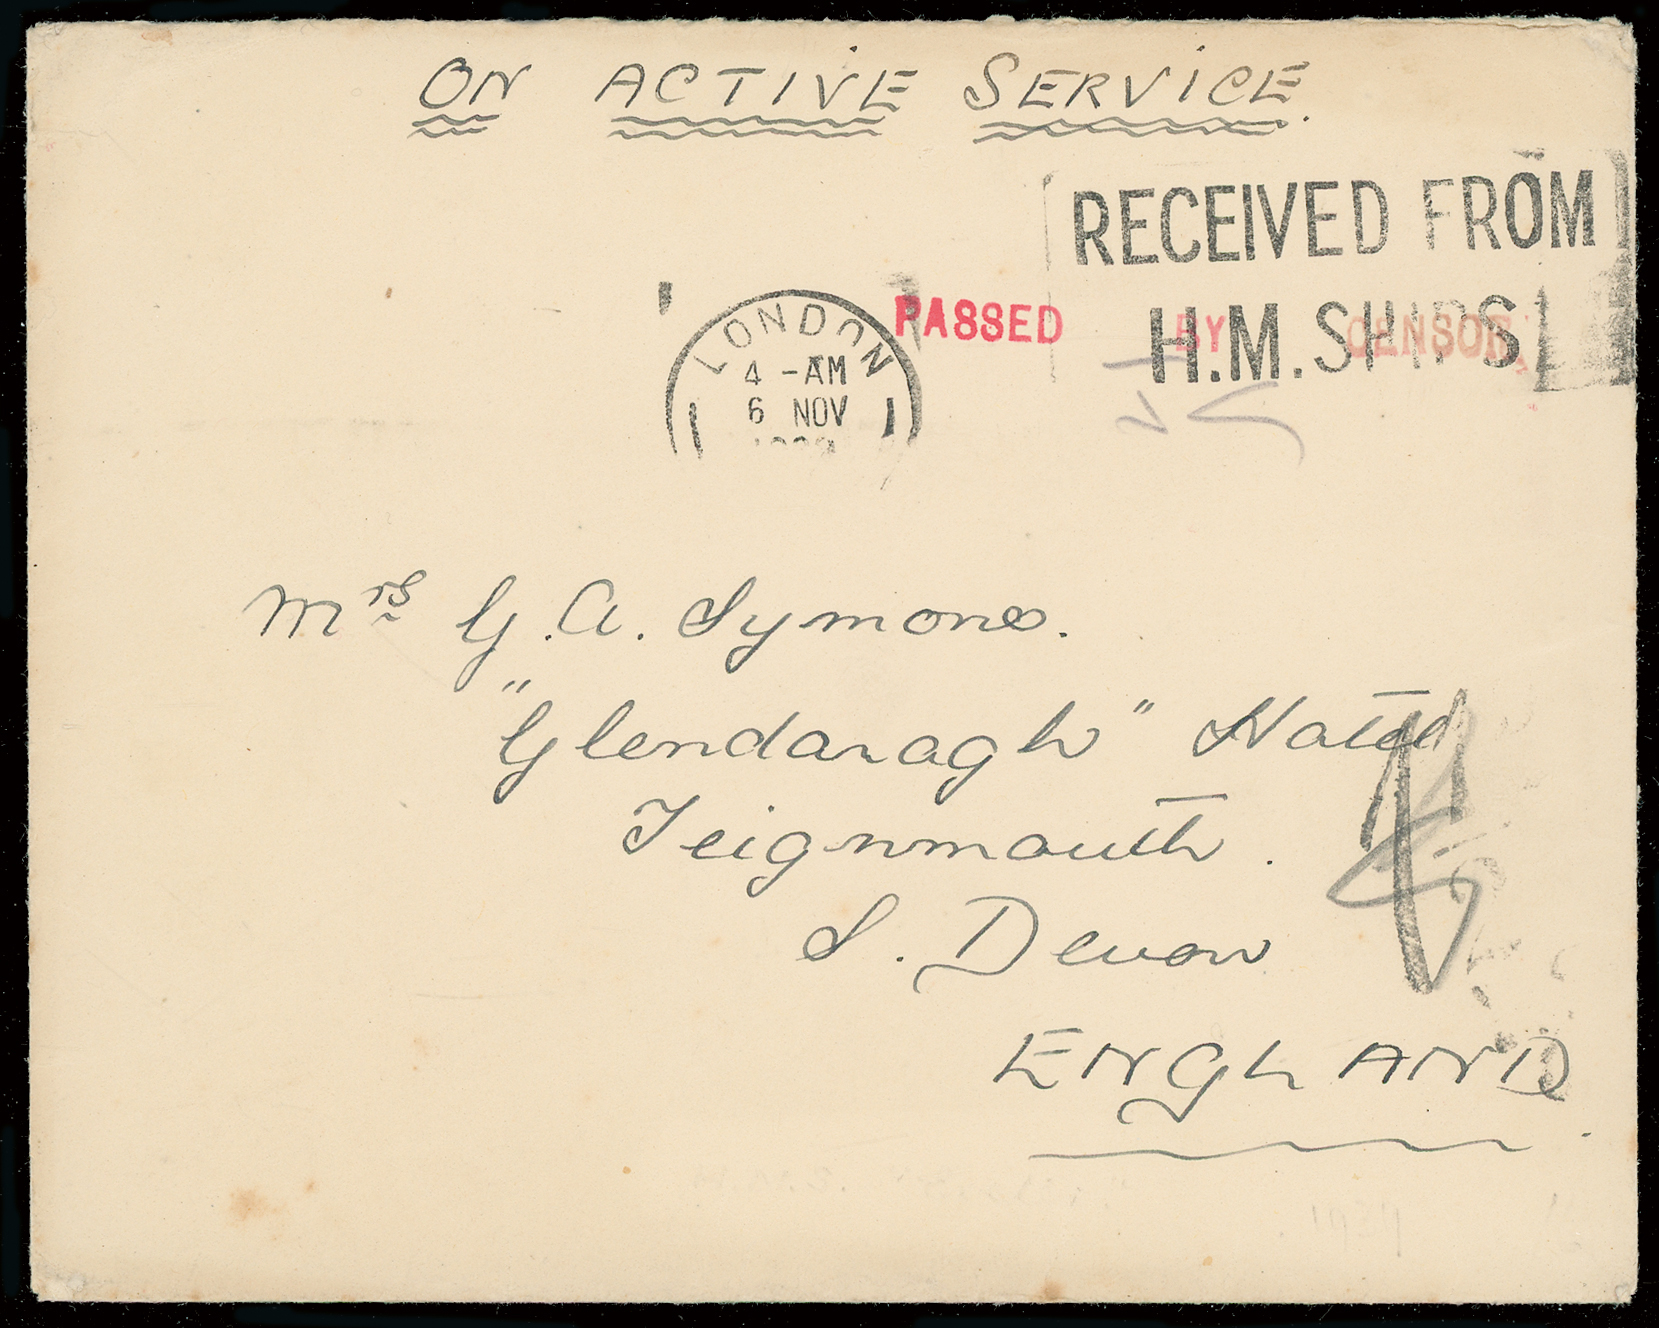 ON ACTIVE SERVICE.
RECEIVED FROM
H.M. SHIPS
PASSED BY CENSOR
LONDON
4 - AM
6 NOV
Mrs G. A. Symons.
"Glendaragh" Hotel
Teignmouth.
S. Devon
ENGLAND.